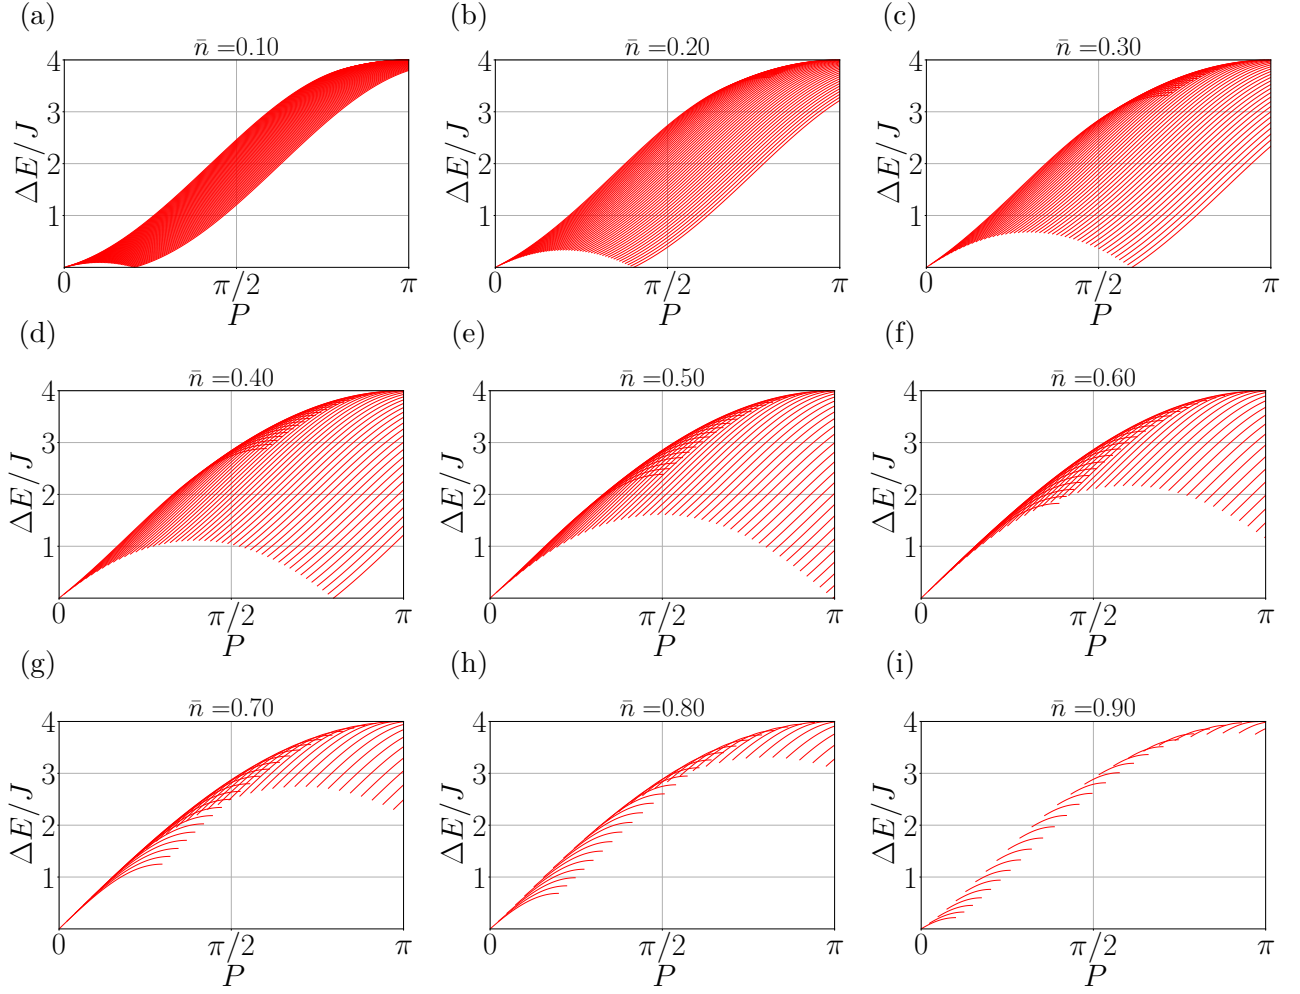 (a)
(b)
(c)
n̄ =0.10
n̄ =0.20
n̄ =0.30
4
3
2
1
ΔE/J
0
π/2
π
P
4
3
2
1
ΔE/J
0
π/2
π
P
4
3
2
1
ΔE/J
0
π/2
π
P
(d)
(e)
(f)
n̄ =0.40
n̄ =0.50
n̄ =0.60
4
3
2
1
ΔE/J
0
π/2
π
P
4
3
2
1
ΔE/J
0
π/2
π
P
4
3
2
1
ΔE/J
0
π/2
π
P
(g)
(h)
(i)
n̄ =0.70
n̄ =0.80
n̄ =0.90
4
3
2
1
ΔE/J
0
π/2
π
P
4
3
2
1
ΔE/J
0
π/2
π
P
4
3
2
1
ΔE/J
0
π/2
π
P